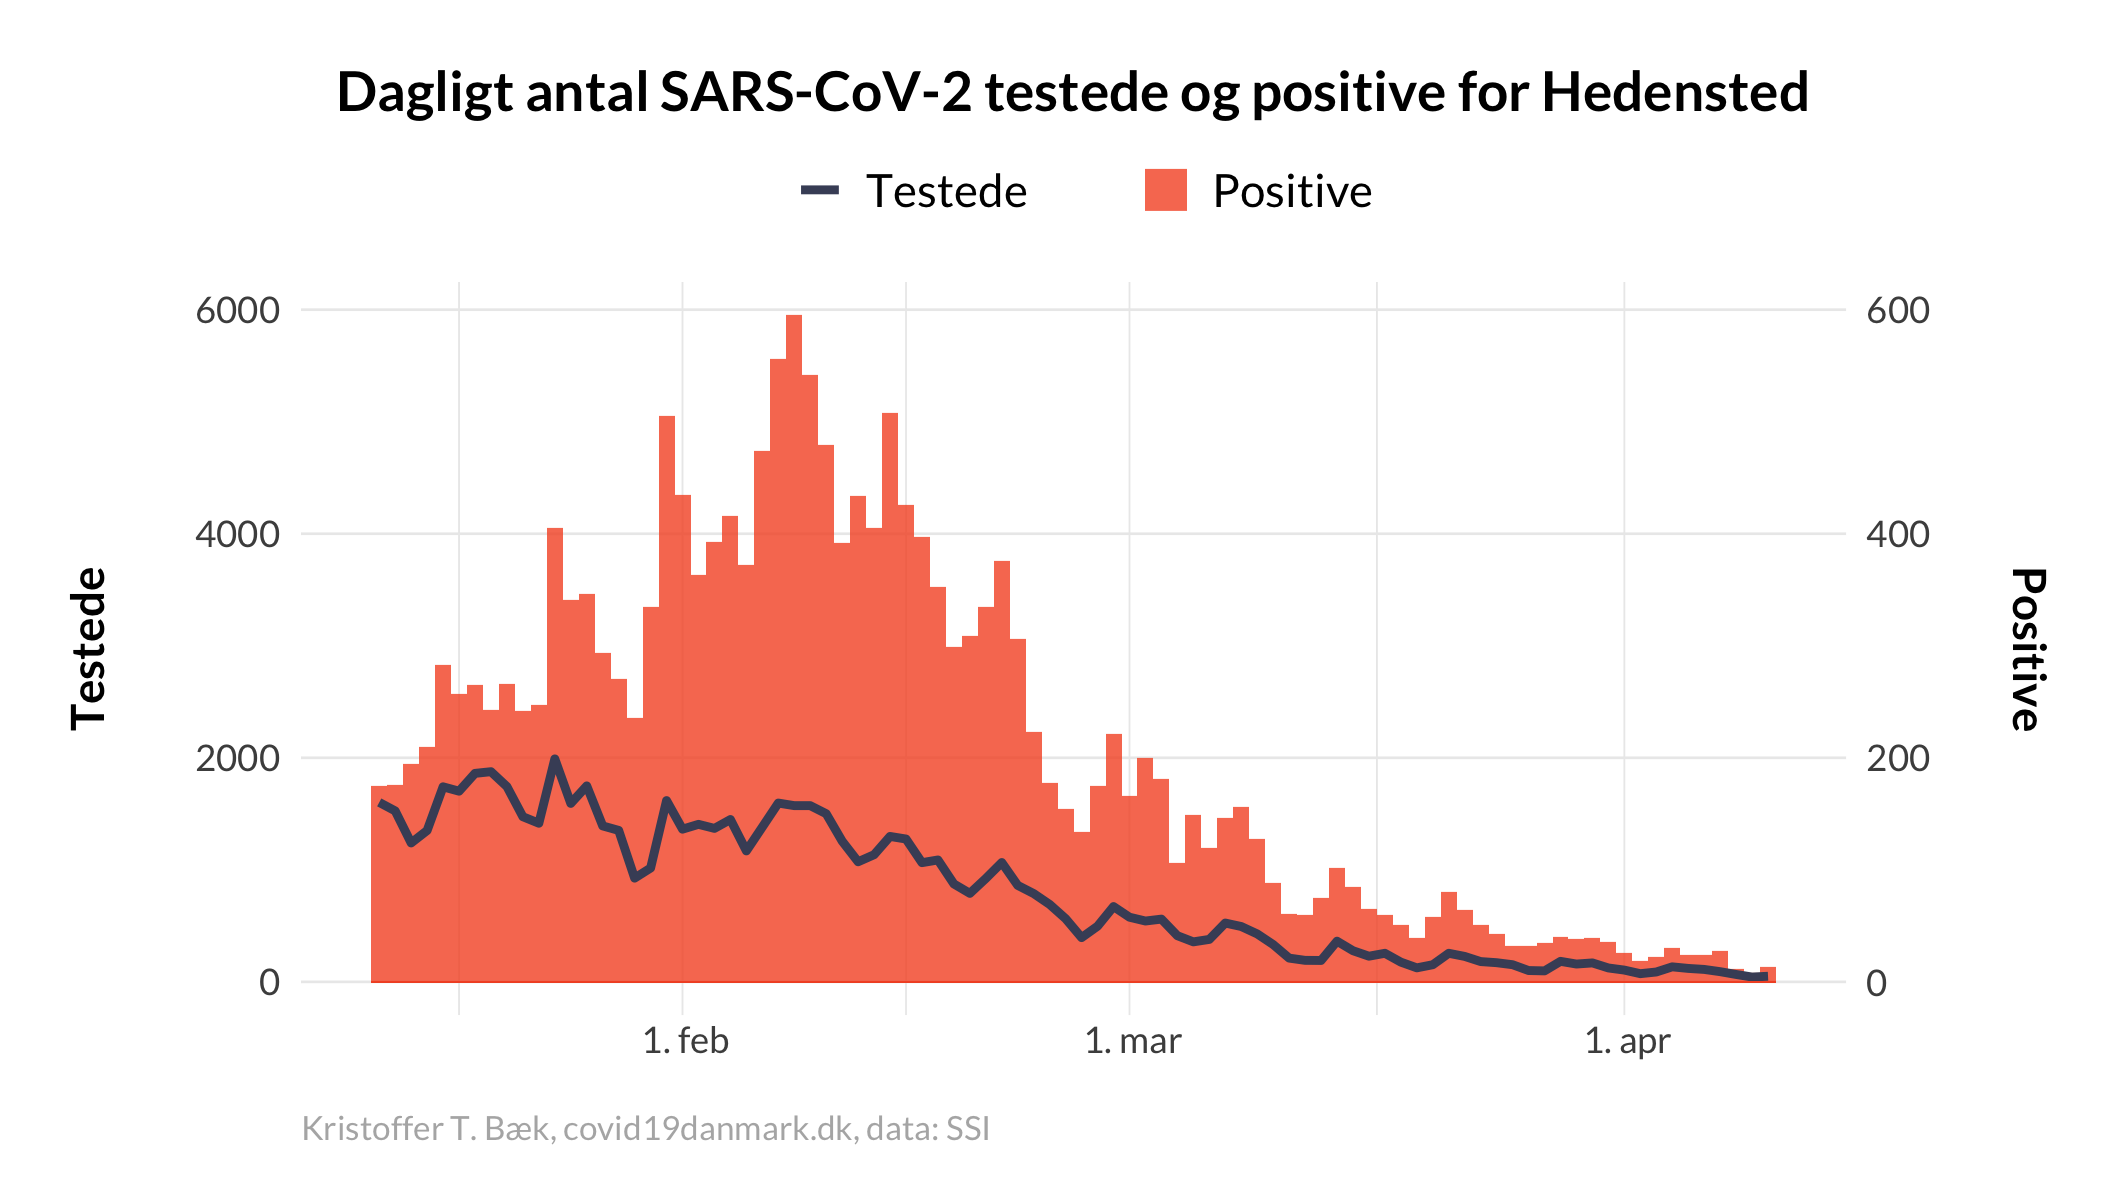 Dagligt antal SARS-CoV-2 testede og positive for Hedensted
Testede
Positive
6000
4000
2000
0
Testede
600
400
200
0
Positive
1. feb
1. mar
1. apr
Kristoffer T. Bæk, covid19danmark.dk, data: SSI